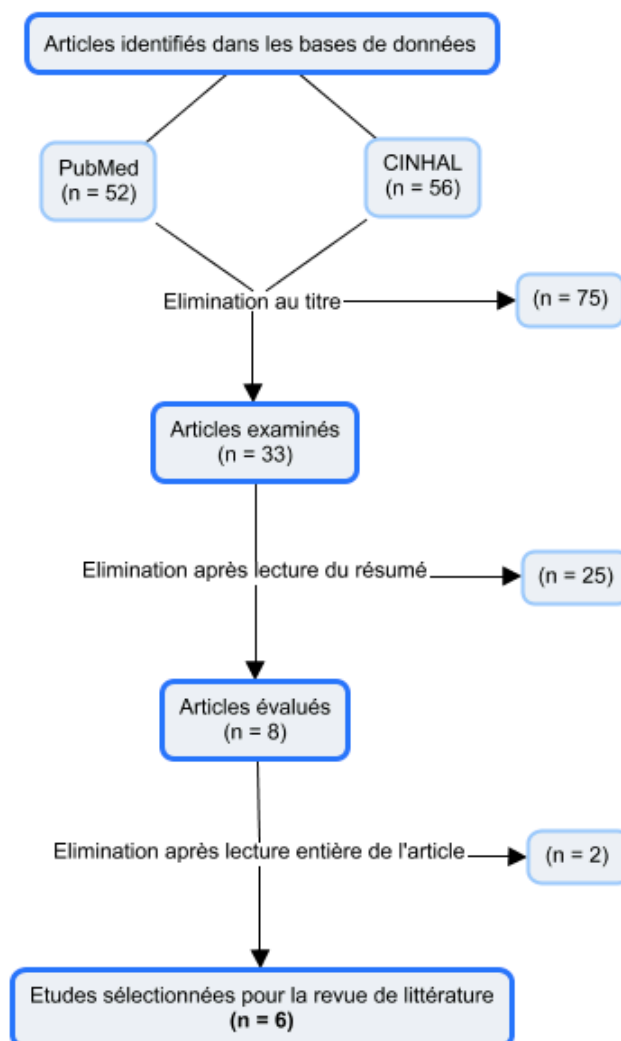 Articles identifiés dans les bases de données
PubMed
(n = 52)
CINHAL
(n = 56)
Elimination au titre
(n = 75)
Articles examinés
(n = 33)
Elimination après lecture du résumé
(n = 25)
Articles évalués
(n = 8)
Elimination après lecture entière de l'article
(n = 2)
Etudes sélectionnées pour la revue de littérature
(n = 6)